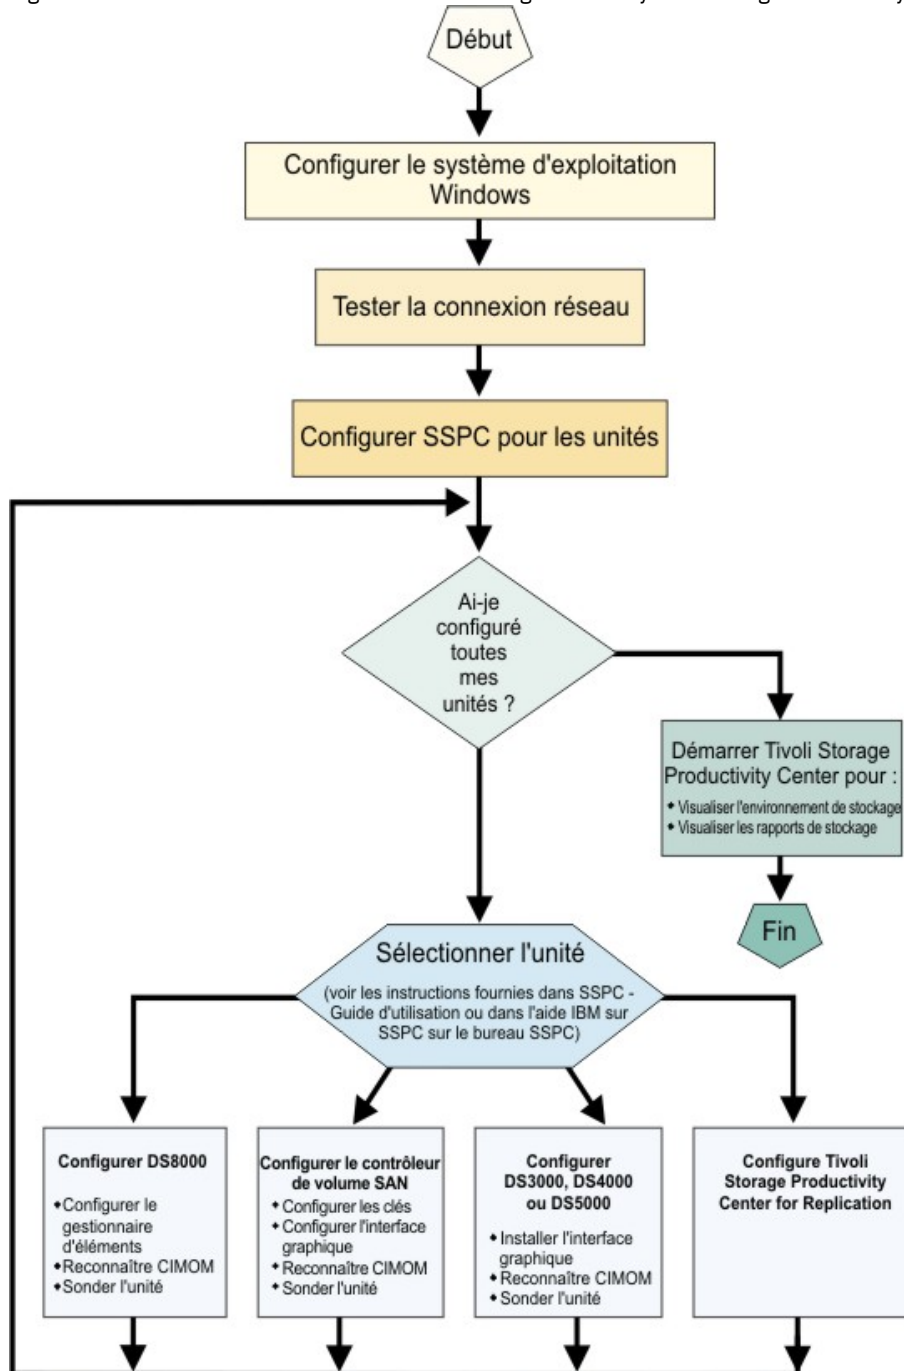 Début
Configurer le système d'exploitation
Windows
Tester la connexion réseau
Configurer SSPC pour les unités
Ai-je
configuré
toutes
mes
unités ?
Démarrer Tivoli Storage
Productivity Center pour :
◆ Visualiser l'environnement de stockage
◆ Visualiser les rapports de stockage
Fin
Sélectionner l'unité
(voir les instructions fournies dans SSPC -
Guide d'utilisation ou dans l'aide IBM sur
SSPC sur le bureau SSPC)
Configurer DS8000
◆ Configurer le
gestionnaire
d'éléments
◆ Reconnaître CIMOM
◆ Sonder l'unité
Configurer le contrôleur
de volume SAN
◆ Configurer les clés
◆ Configurer l'interface
graphique
◆ Reconnaître CIMOM
◆ Sonder l'unité
Configurer
DS3000, DS4000
ou DS5000
◆ Installer l'interface
graphique
◆ Reconnaître CIMOM
◆ Sonder l'unité
Configure Tivoli
Storage Productivity
Center for Replication